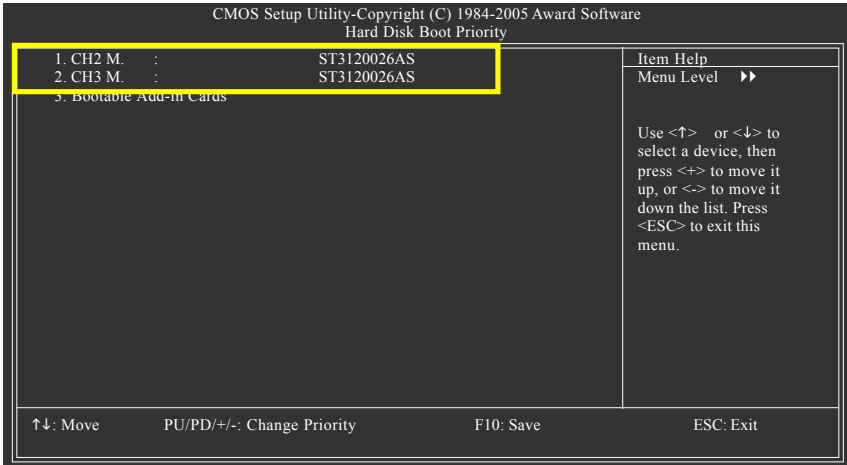 CMOS Setup Utility-Copyright (C) 1984-2005 Award Software
Hard Disk Boot Priority
1. CH2 M. : ST3120026AS
2. CH3 M. : ST3120026AS
3. Bootable Add-in Cards
Item Help
Menu Level ▸▸
Use <↑> or <↓> to
select a device, then
press <+> to move it
up, or <-> to move it
down the list. Press
<ESC> to exit this
menu.
↑↓: Move PU/PD/+/-: Change Priority F10: Save ESC: Exit